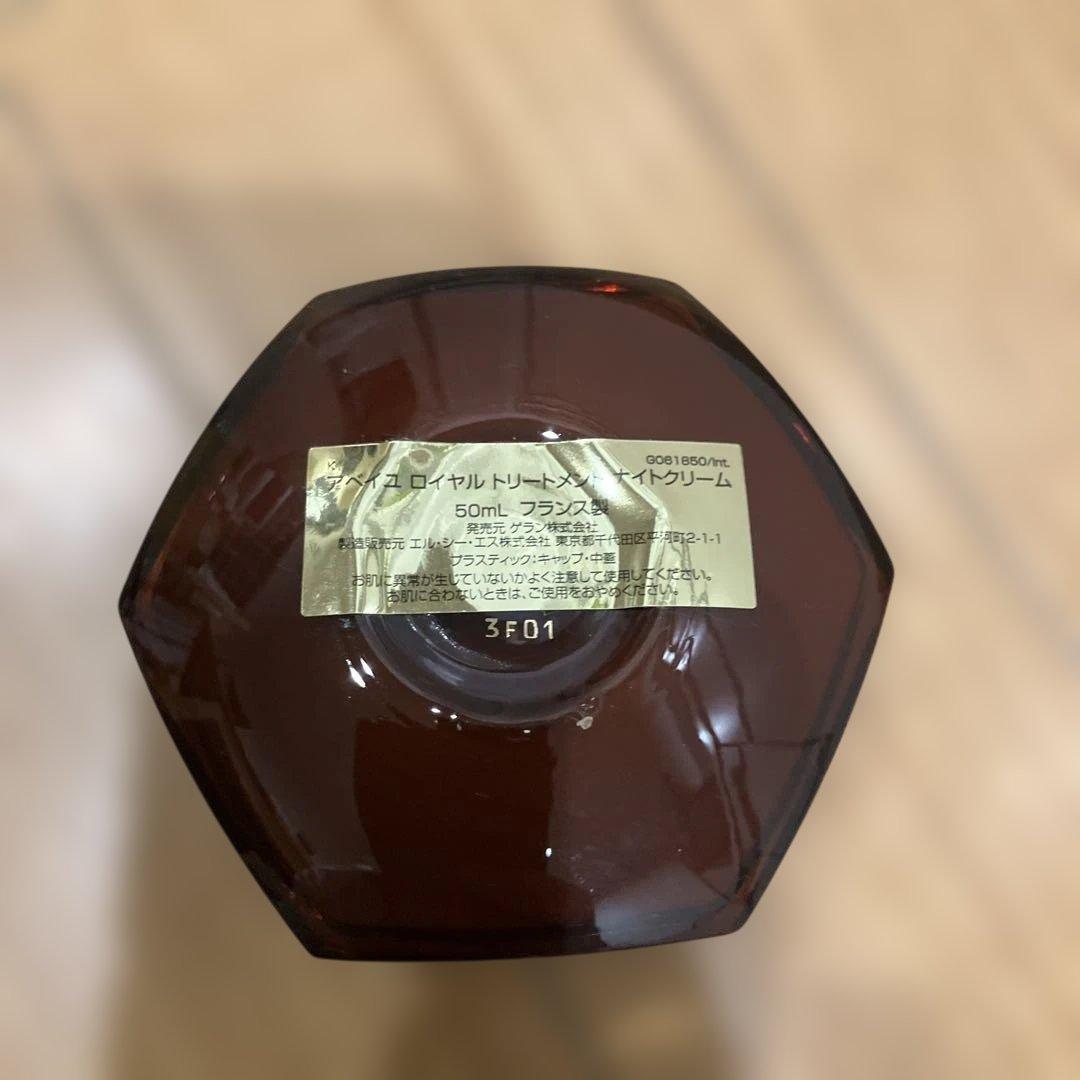 G061650/Int.
アベイユ ロイヤル トリートメント ナイトクリーム
50mL フランス製
発売元 ゲラン株式会社
製造販売元 エル・シー・エス株式会社 東京都千代田区平河町2-1-1
プラスティック:キャップ・中蓋
お肌に異常が生じていないかよく注意して使用してください。
お肌に合わないときは、ご使用をおやめください。
3F01